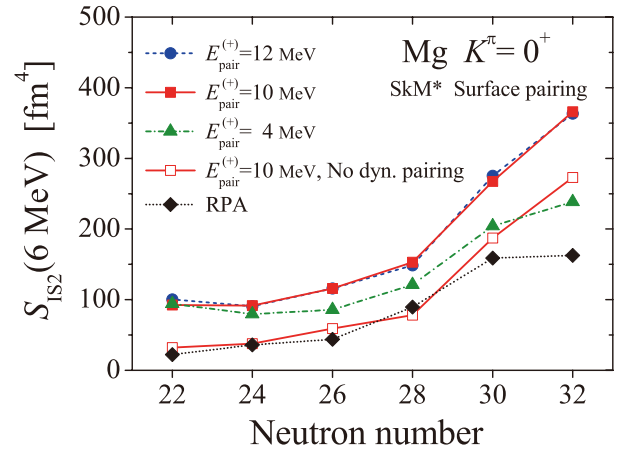 500
400
300
200
100
0
S_IS2(6 MeV) [fm^4]
Mg K^π = 0^+
SkM* Surface pairing
E_pair^(+) = 12 MeV
E_pair^(+) = 10 MeV
E_pair^(+) = 4 MeV
E_pair^(+) = 10 MeV, No dyn. pairing
RPA
22 24 26 28 30 32
Neutron number